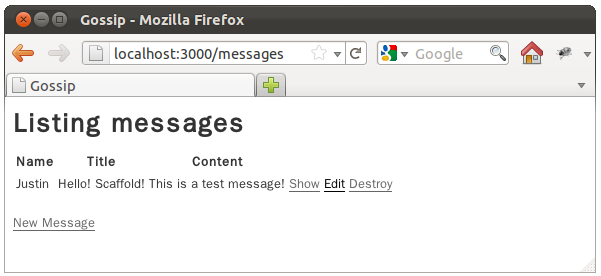 Gossip - Mozilla Firefox
localhost:3000/messages Google
Gossip
Listing messages
Name Title Content
Justin Hello! Scaffold! This is a test message! Show Edit Destroy
New Message